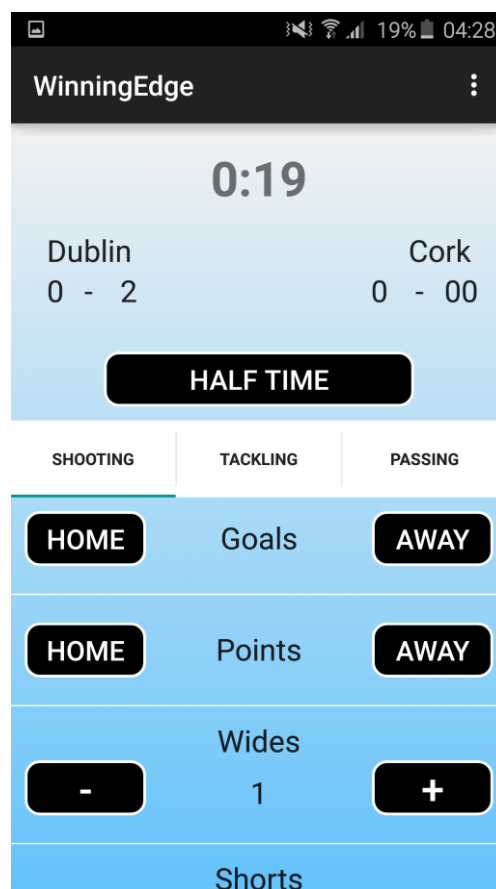 19% 04:28
WinningEdge
0:19
Dublin Cork
0 - 2 0 - 00
HALF TIME
SHOOTING TACKLING PASSING
HOME Goals AWAY
HOME Points AWAY
Wides
- 1 +
Shorts